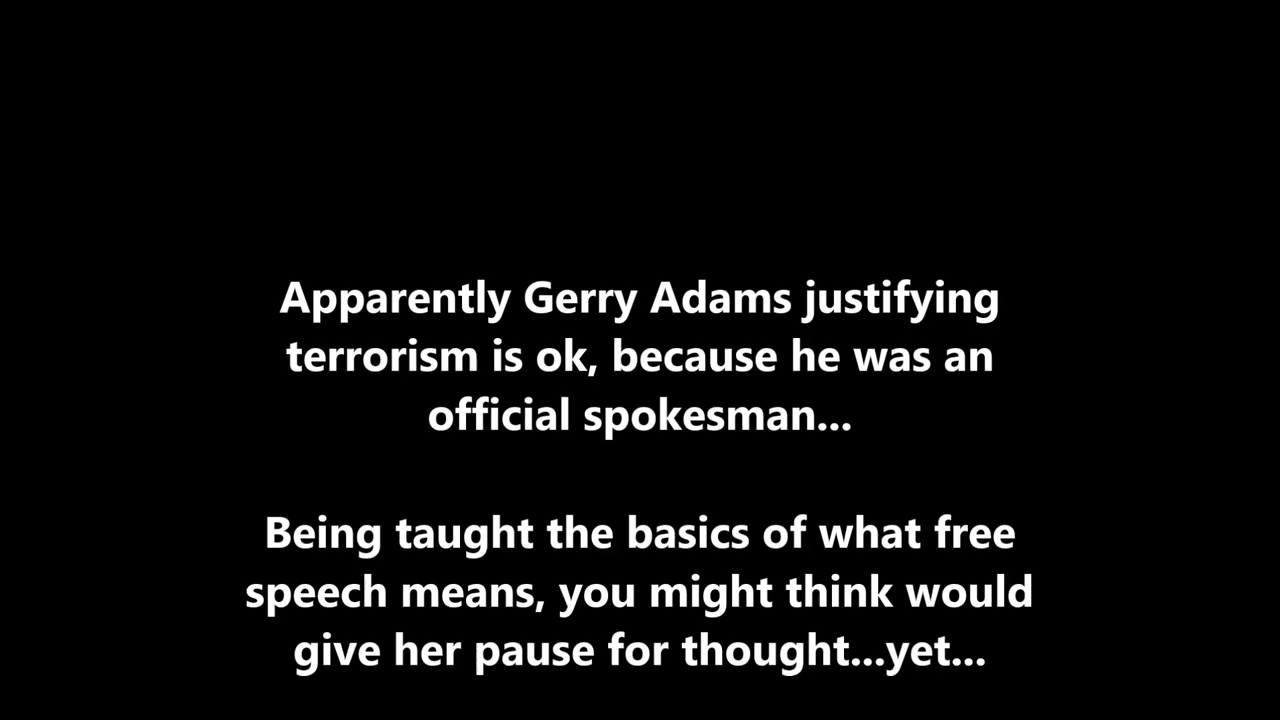 Apparently Gerry Adams justifying
terrorism is ok, because he was an
official spokesman...
Being taught the basics of what free
speech means, you might think would
give her pause for thought...yet...